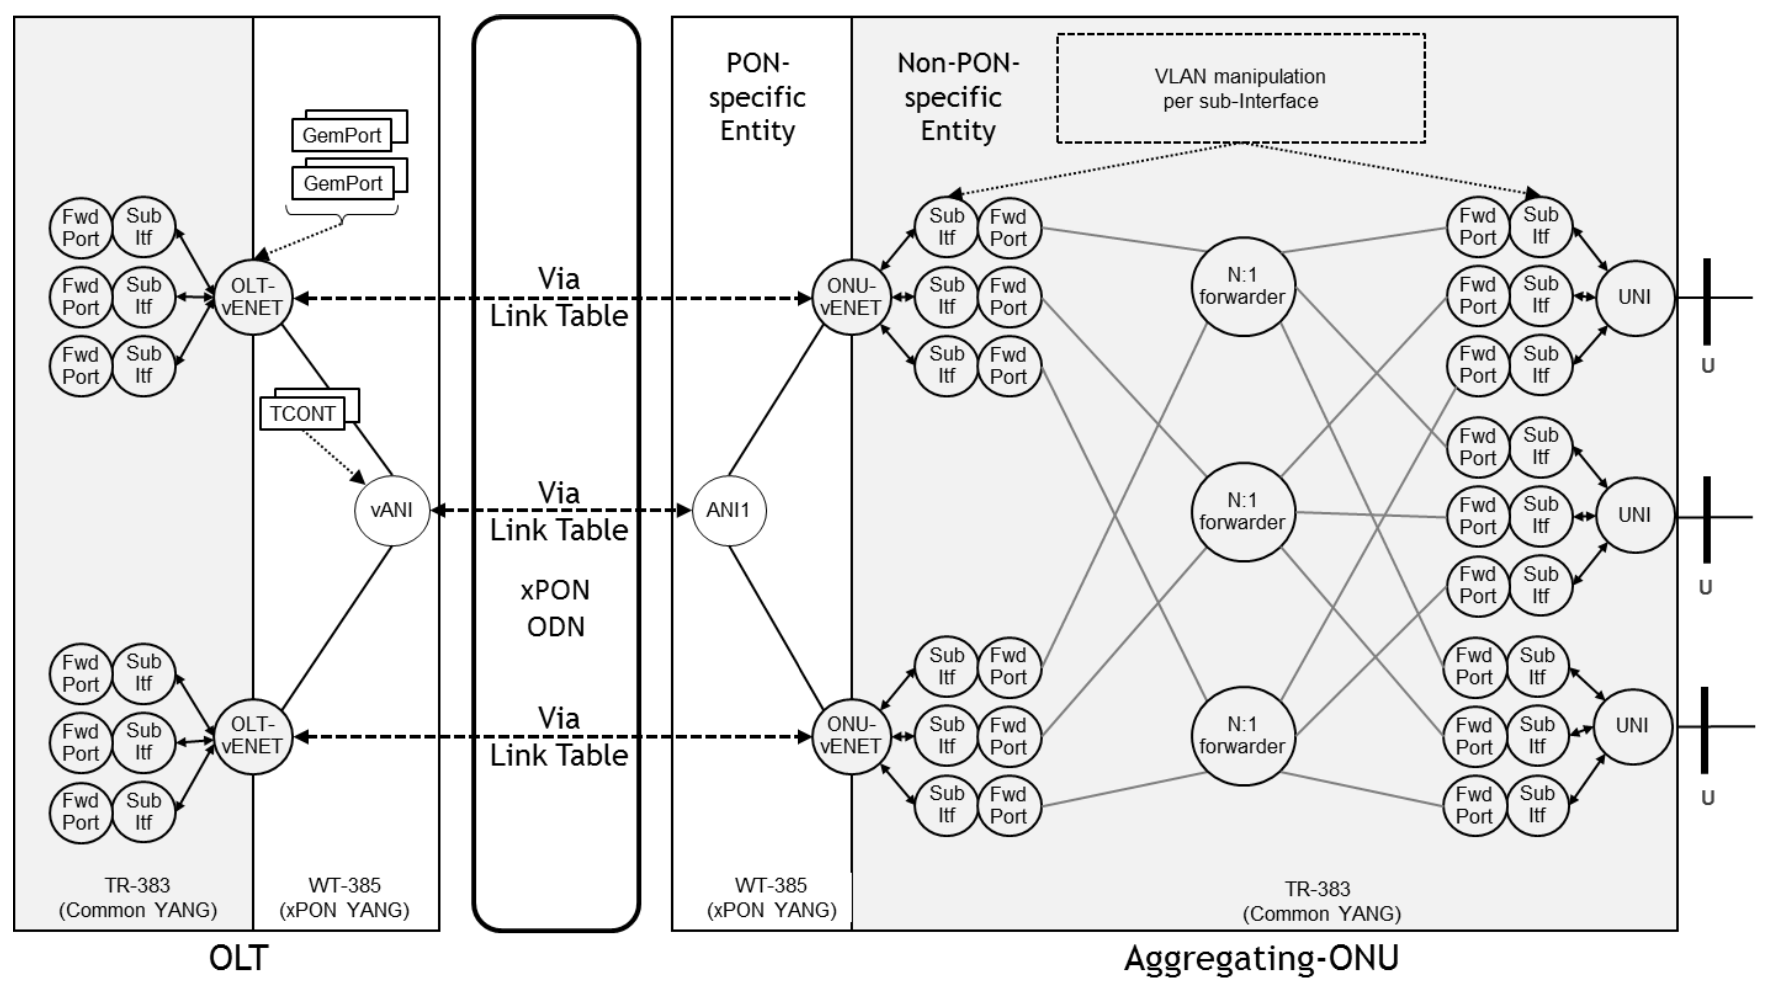 PON-
specific
Entity
Non-PON-
specific
Entity
VLAN manipulation
per sub-Interface
GemPort
GemPort
Fwd
Port
Sub
Itf
Fwd
Port
Sub
Itf
Fwd
Port
Sub
Itf
OLT-
vENET
Via
Link Table
ONU-
vENET
Sub
Itf
Fwd
Port
Sub
Itf
Fwd
Port
Sub
Itf
Fwd
Port
N:1
forwarder
Fwd
Port
Sub
Itf
Fwd
Port
Sub
Itf
Fwd
Port
Sub
Itf
UNI
U
TCONT
vANI
Via
Link Table
ANI1
N:1
forwarder
Fwd
Port
Sub
Itf
Fwd
Port
Sub
Itf
Fwd
Port
Sub
Itf
UNI
U
xPON
ODN
Fwd
Port
Sub
Itf
Fwd
Port
Sub
Itf
Fwd
Port
Sub
Itf
OLT-
vENET
Via
Link Table
ONU-
vENET
Sub
Itf
Fwd
Port
Sub
Itf
Fwd
Port
Sub
Itf
Fwd
Port
N:1
forwarder
Fwd
Port
Sub
Itf
Fwd
Port
Sub
Itf
Fwd
Port
Sub
Itf
UNI
U
TR-383
(Common YANG)
WT-385
(xPON YANG)
WT-385
(xPON YANG)
TR-383
(Common YANG)
OLT
Aggregating-ONU